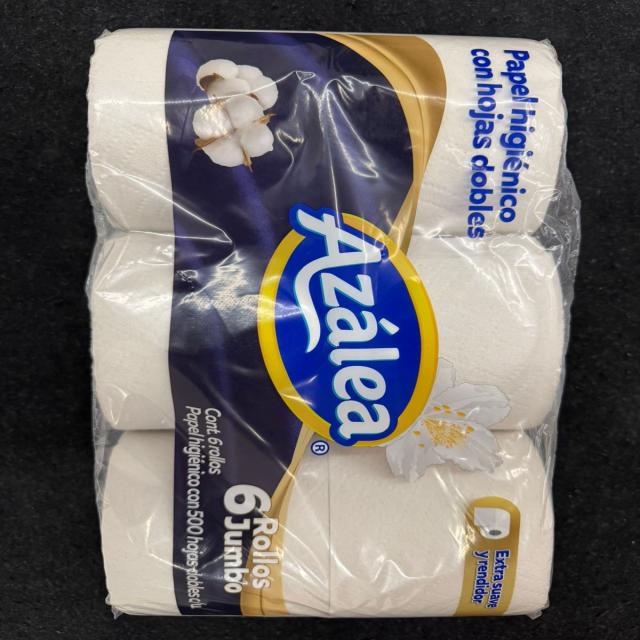 Papel higiénico
con hojas dobles
Azálea®
Extra suave
y rendidor
6 Rollos
Jumbo
Cont. 6 rollos
Papel higiénico con 500 hojas dobles c/u